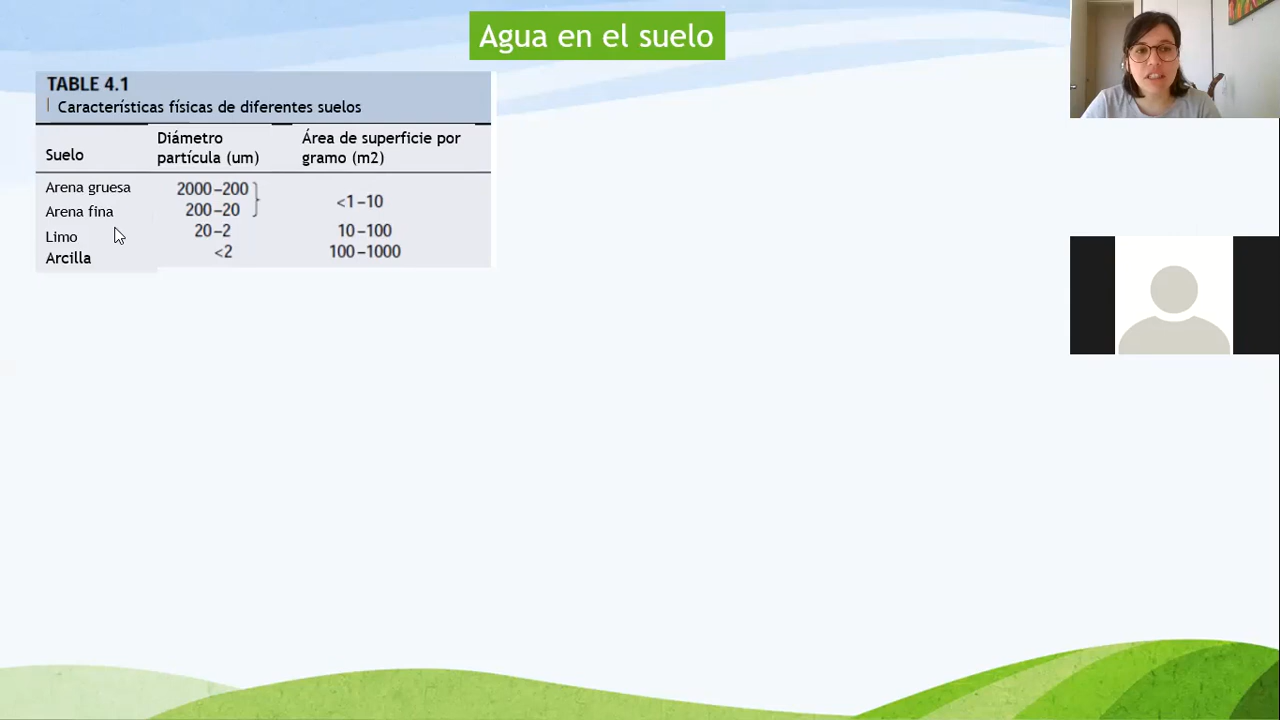 Agua en el suelo
TABLE 4.1
Características físicas de diferentes suelos
Suelo Diámetro partícula (um) Área de superficie por gramo (m2)
Arena gruesa 2000–200 <1–10
Arena fina 200–20
Limo 20–2 10–100
Arcilla <2 100–1000